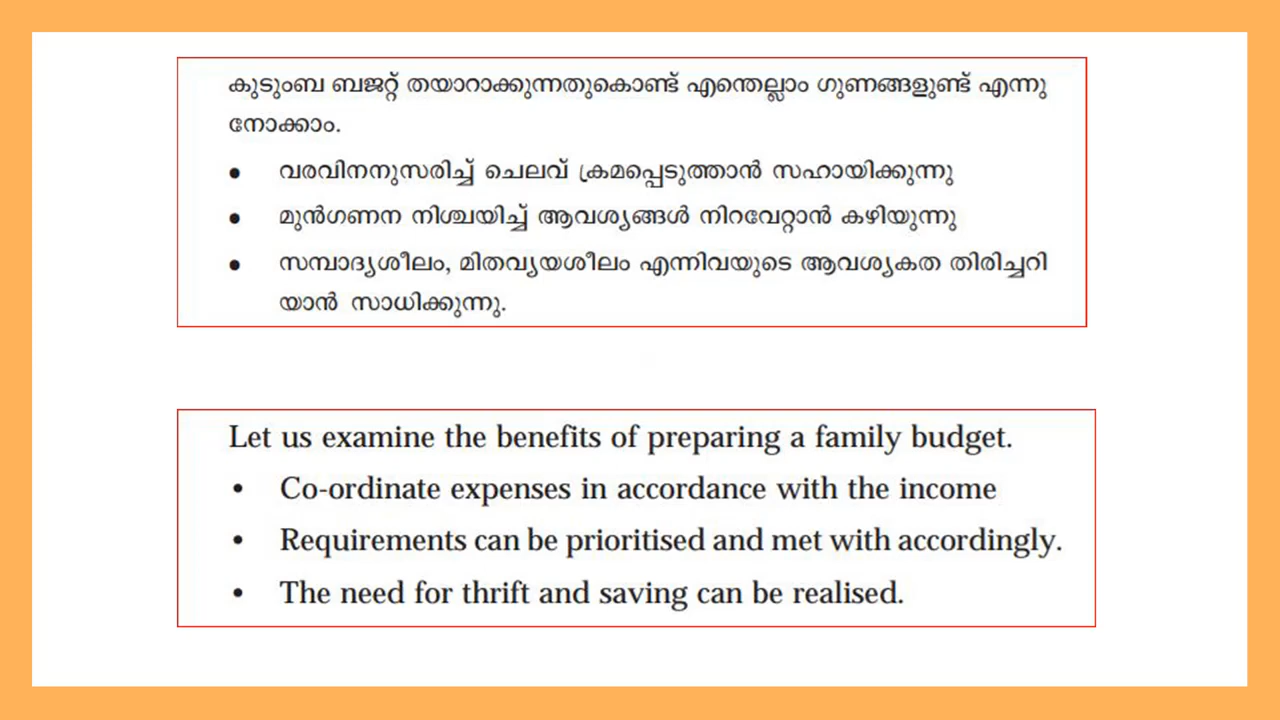 കുടുംബ ബജറ്റ് തയാറാക്കുന്നതുകൊണ്ട് എന്തെല്ലാം ഗുണങ്ങളുണ്ട് എന്നു
നോക്കാം.
• വരവിനനുസരിച്ച് ചെലവ് ക്രമപ്പെടുത്താൻ സഹായിക്കുന്നു
• മുൻഗണന നിശ്ചയിച്ച് ആവശ്യങ്ങൾ നിറവേറ്റാൻ കഴിയുന്നു
• സമ്പാദ്യശീലം, മിതവ്യയശീലം എന്നിവയുടെ ആവശ്യകത തിരിച്ചറി
യാൻ സാധിക്കുന്നു.
Let us examine the benefits of preparing a family budget.
• Co-ordinate expenses in accordance with the income
• Requirements can be prioritised and met with accordingly.
• The need for thrift and saving can be realised.